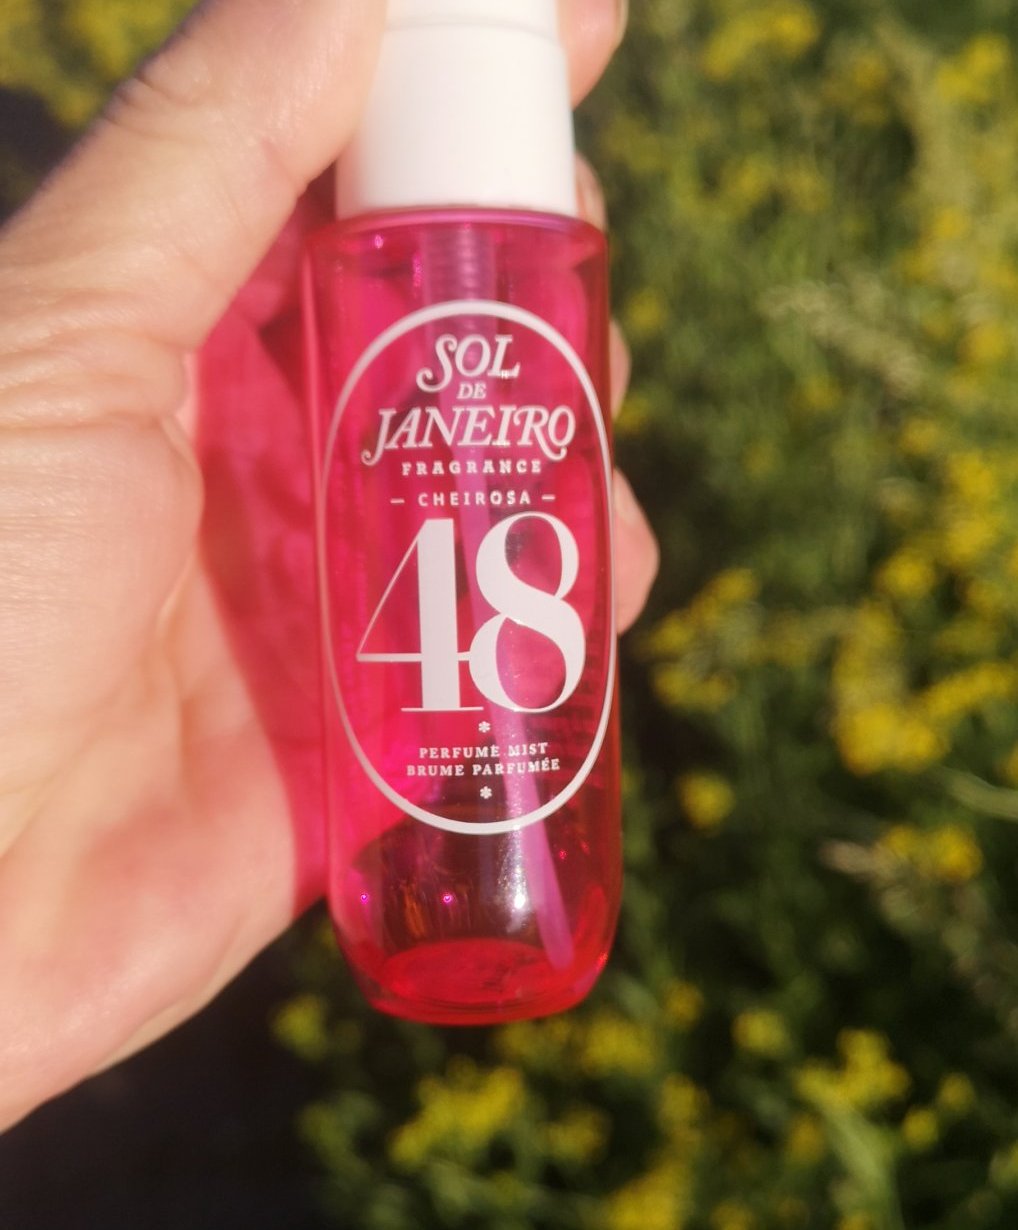 SOL
DE
JANEIRO
FRAGRANCE
— CHEIROSA —
48
PERFUME MIST
BRUME PARFUMÉE